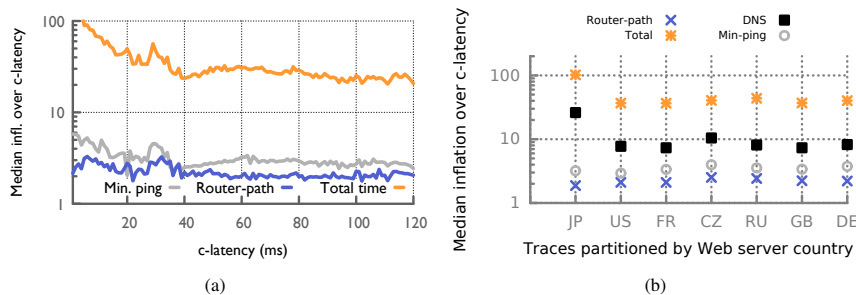 100
10
1
Median infl. over c-latency
Min. ping
Router-path
Total time
20
40
60
80
100
120
c-latency (ms)
(a)
Router-path
Total
DNS
Min-ping
100
10
1
Median inflation over c-latency
JP
US
FR
CZ
RU
GB
DE
Traces partitioned by Web server country
(b)